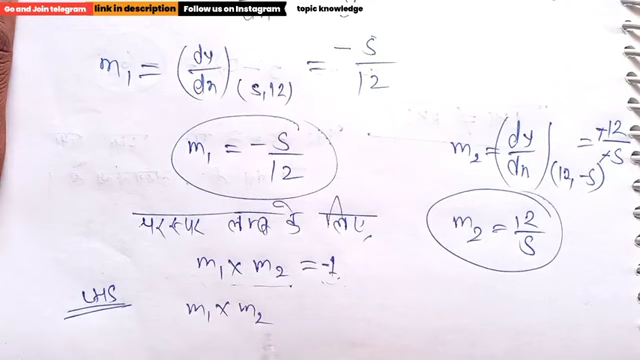 Go and Join telegram link in description Follow us on Instagram topic knowledge
m₁ = (dy/dx)(5,12) = -5/12
m₁ = -5/12
m₂ = (dy/dx)(12,-5) = -12/-5
m₂ = 12/5
परस्पर लम्ब के लिए
m₁ × m₂ = -1
LHS m₁ × m₂